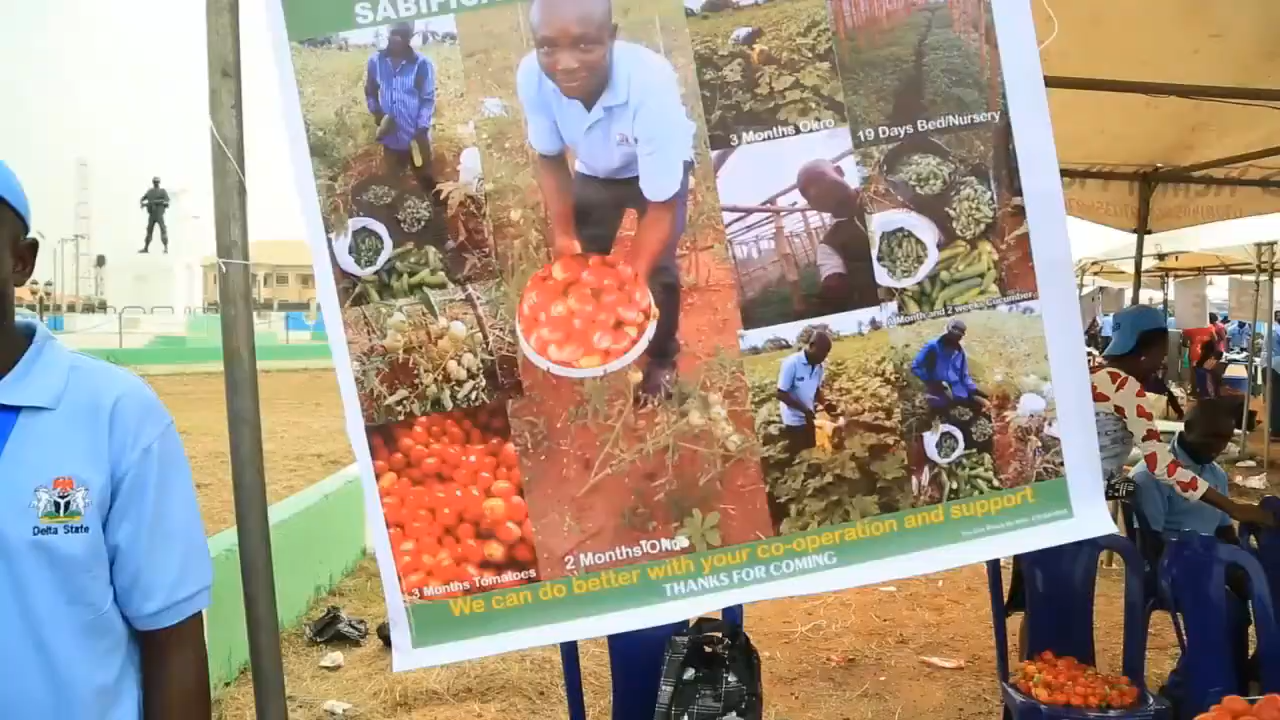 3 Months Okro
19 Days Bed/Nursery
Month and 2 weeks Cucumber
Delta State
3 Months Tomatoes
2 Months
We can do better with your co-operation and support
THANKS FOR COMING